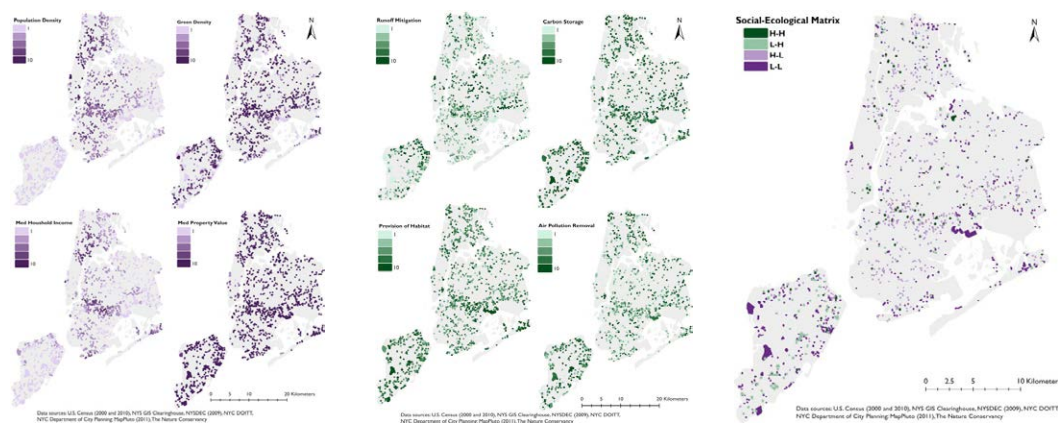 Population Density
1
10
Green Density
1
10
N
Med Houshold Income
1
10
Med Property Value
1
10
0 5 10 20 Kilometers
Data sources: U.S. Census (2000 and 2010), NYS GIS Clearinghouse, NYSDEC (2009), NYC DOITT,
NYC Department of City Planning: MapPluto (2011), The Nature Conservancy
Runoff Mitigation
1
10
Carbon Storage
1
10
N
Provision of Habitat
1
10
Air Pollution Removal
1
10
0 5 10 20 Kilometers
Data sources: U.S. Census (2000 and 2010), NYS GIS Clearinghouse, NYSDEC (2009), NYC DOITT,
NYC Department of City Planning: MapPluto (2011), The Nature Conservancy
Social-Ecological Matrix
H-H
L-H
H-L
L-L
N
0 2.5 5 10 Kilometer
Data sources: U.S. Census (2000 and 2010), NYS GIS Clearinghouse, NYSDEC (2009), NYC DOITT
NYC Department of City Planning: MapPluto (2011), The Nature Conservancy